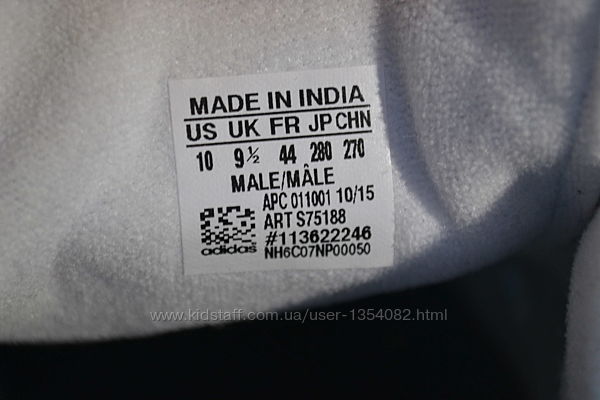 MADE IN INDIA
US UK FR JP CHN
10 9½ 44 280 270
MALE/MÂLE
APC 011001 10/15
ART S75188
#113622246
adidas NH6C07NP00050
www.kidstaff.com.ua/user-1354082.html